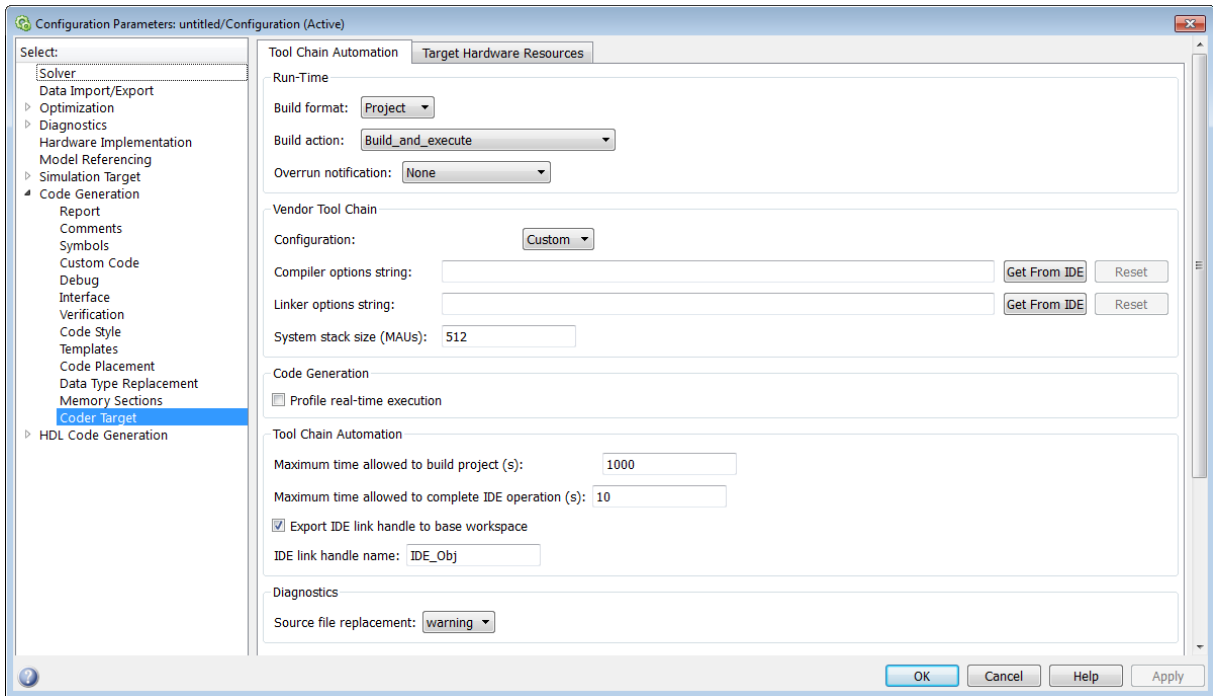 Configuration Parameters: untitled/Configuration (Active)
Select:
Solver
Data Import/Export
Optimization
Diagnostics
Hardware Implementation
Model Referencing
Simulation Target
Code Generation
Report
Comments
Symbols
Custom Code
Debug
Interface
Verification
Code Style
Templates
Code Placement
Data Type Replacement
Memory Sections
Coder Target
HDL Code Generation
Tool Chain Automation Target Hardware Resources
Run-Time
Build format: Project
Build action: Build_and_execute
Overrun notification: None
Vendor Tool Chain
Configuration: Custom
Compiler options string: Get From IDE Reset
Linker options string: Get From IDE Reset
System stack size (MAUs): 512
Code Generation
Profile real-time execution
Tool Chain Automation
Maximum time allowed to build project (s): 1000
Maximum time allowed to complete IDE operation (s): 10
Export IDE link handle to base workspace
IDE link handle name: IDE_Obj
Diagnostics
Source file replacement: warning
OK Cancel Help Apply